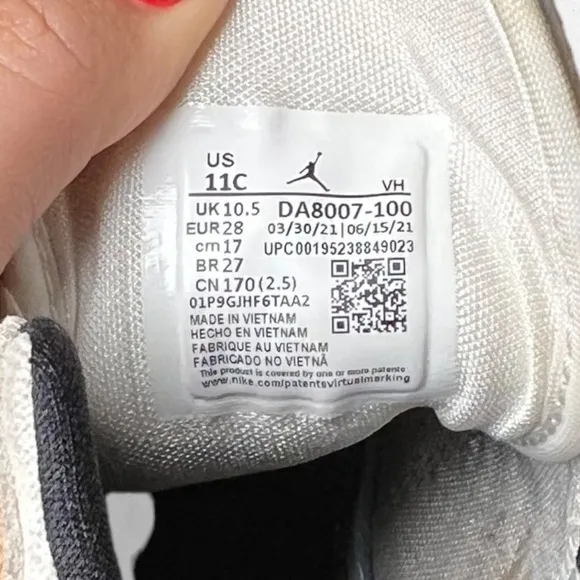 US
11C
VH
UK 10.5 DA8007-100
EUR 28 03/30/21|06/15/21
cm 17 UPC00195238849023
BR 27
CN 170 (2.5)
01P9GJHF6TAA2
MADE IN VIETNAM
HECHO EN VIETNAM
FABRIQUE AU VIETNAM
FABRICADO NO VIETNÃ
This product is covered by one or more patents
www.nike.com/patentsvirtualmarking